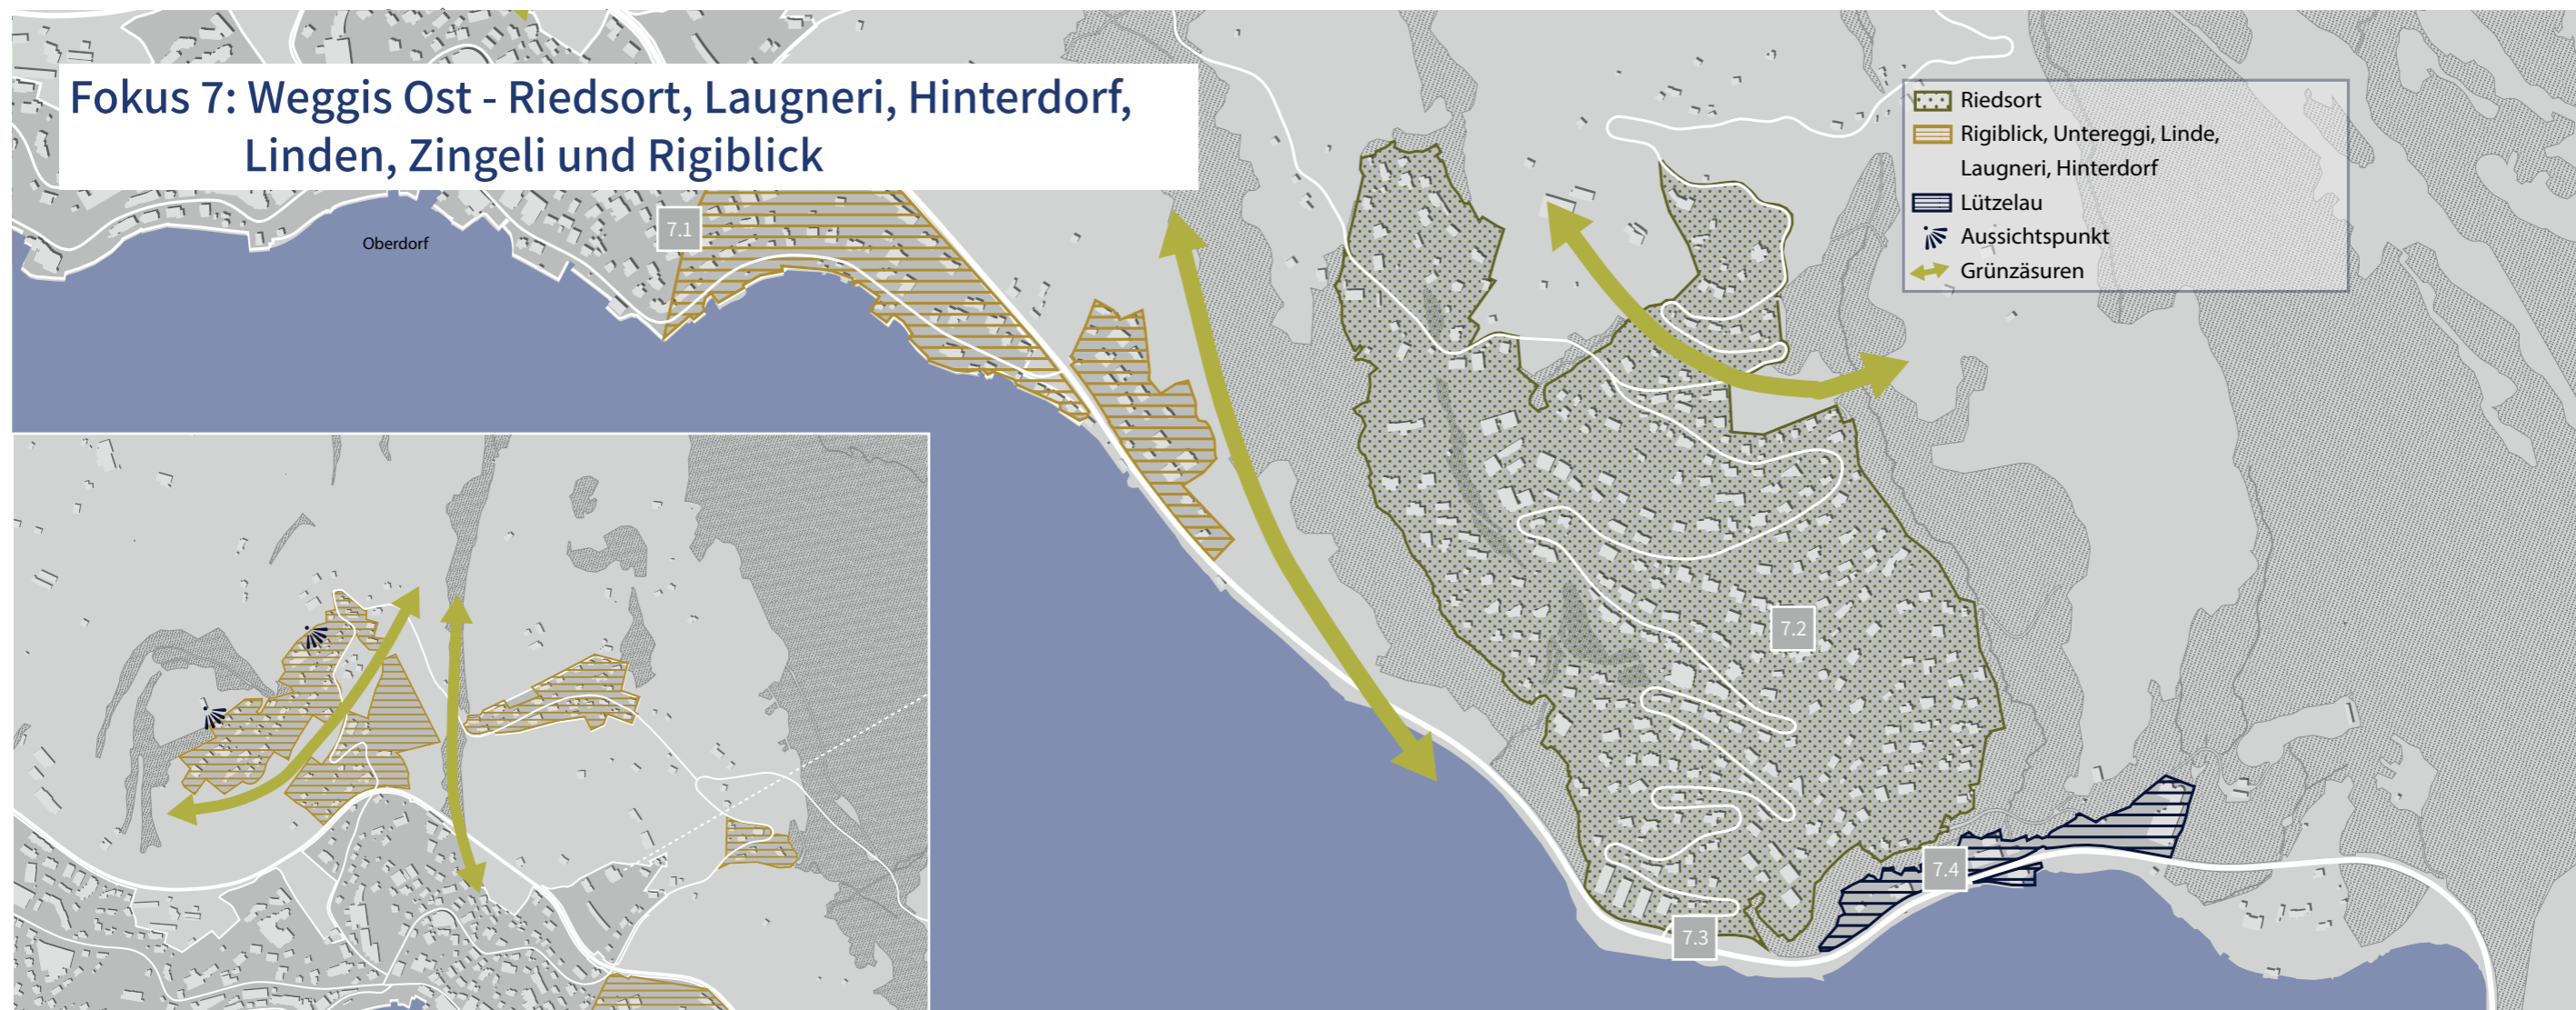 Fokus 7: Weggis Ost - Riedsort, Laugneri, Hinterdorf,
Linden, Zingeli und Rigiblick
Riedsort
Rigiblick, Untereggi, Linde,
Laugneri, Hinterdorf
Lützelau
Aussichtspunkt
Grünzäsuren
7.1
Oberdorf
7.2
7.4
7.3